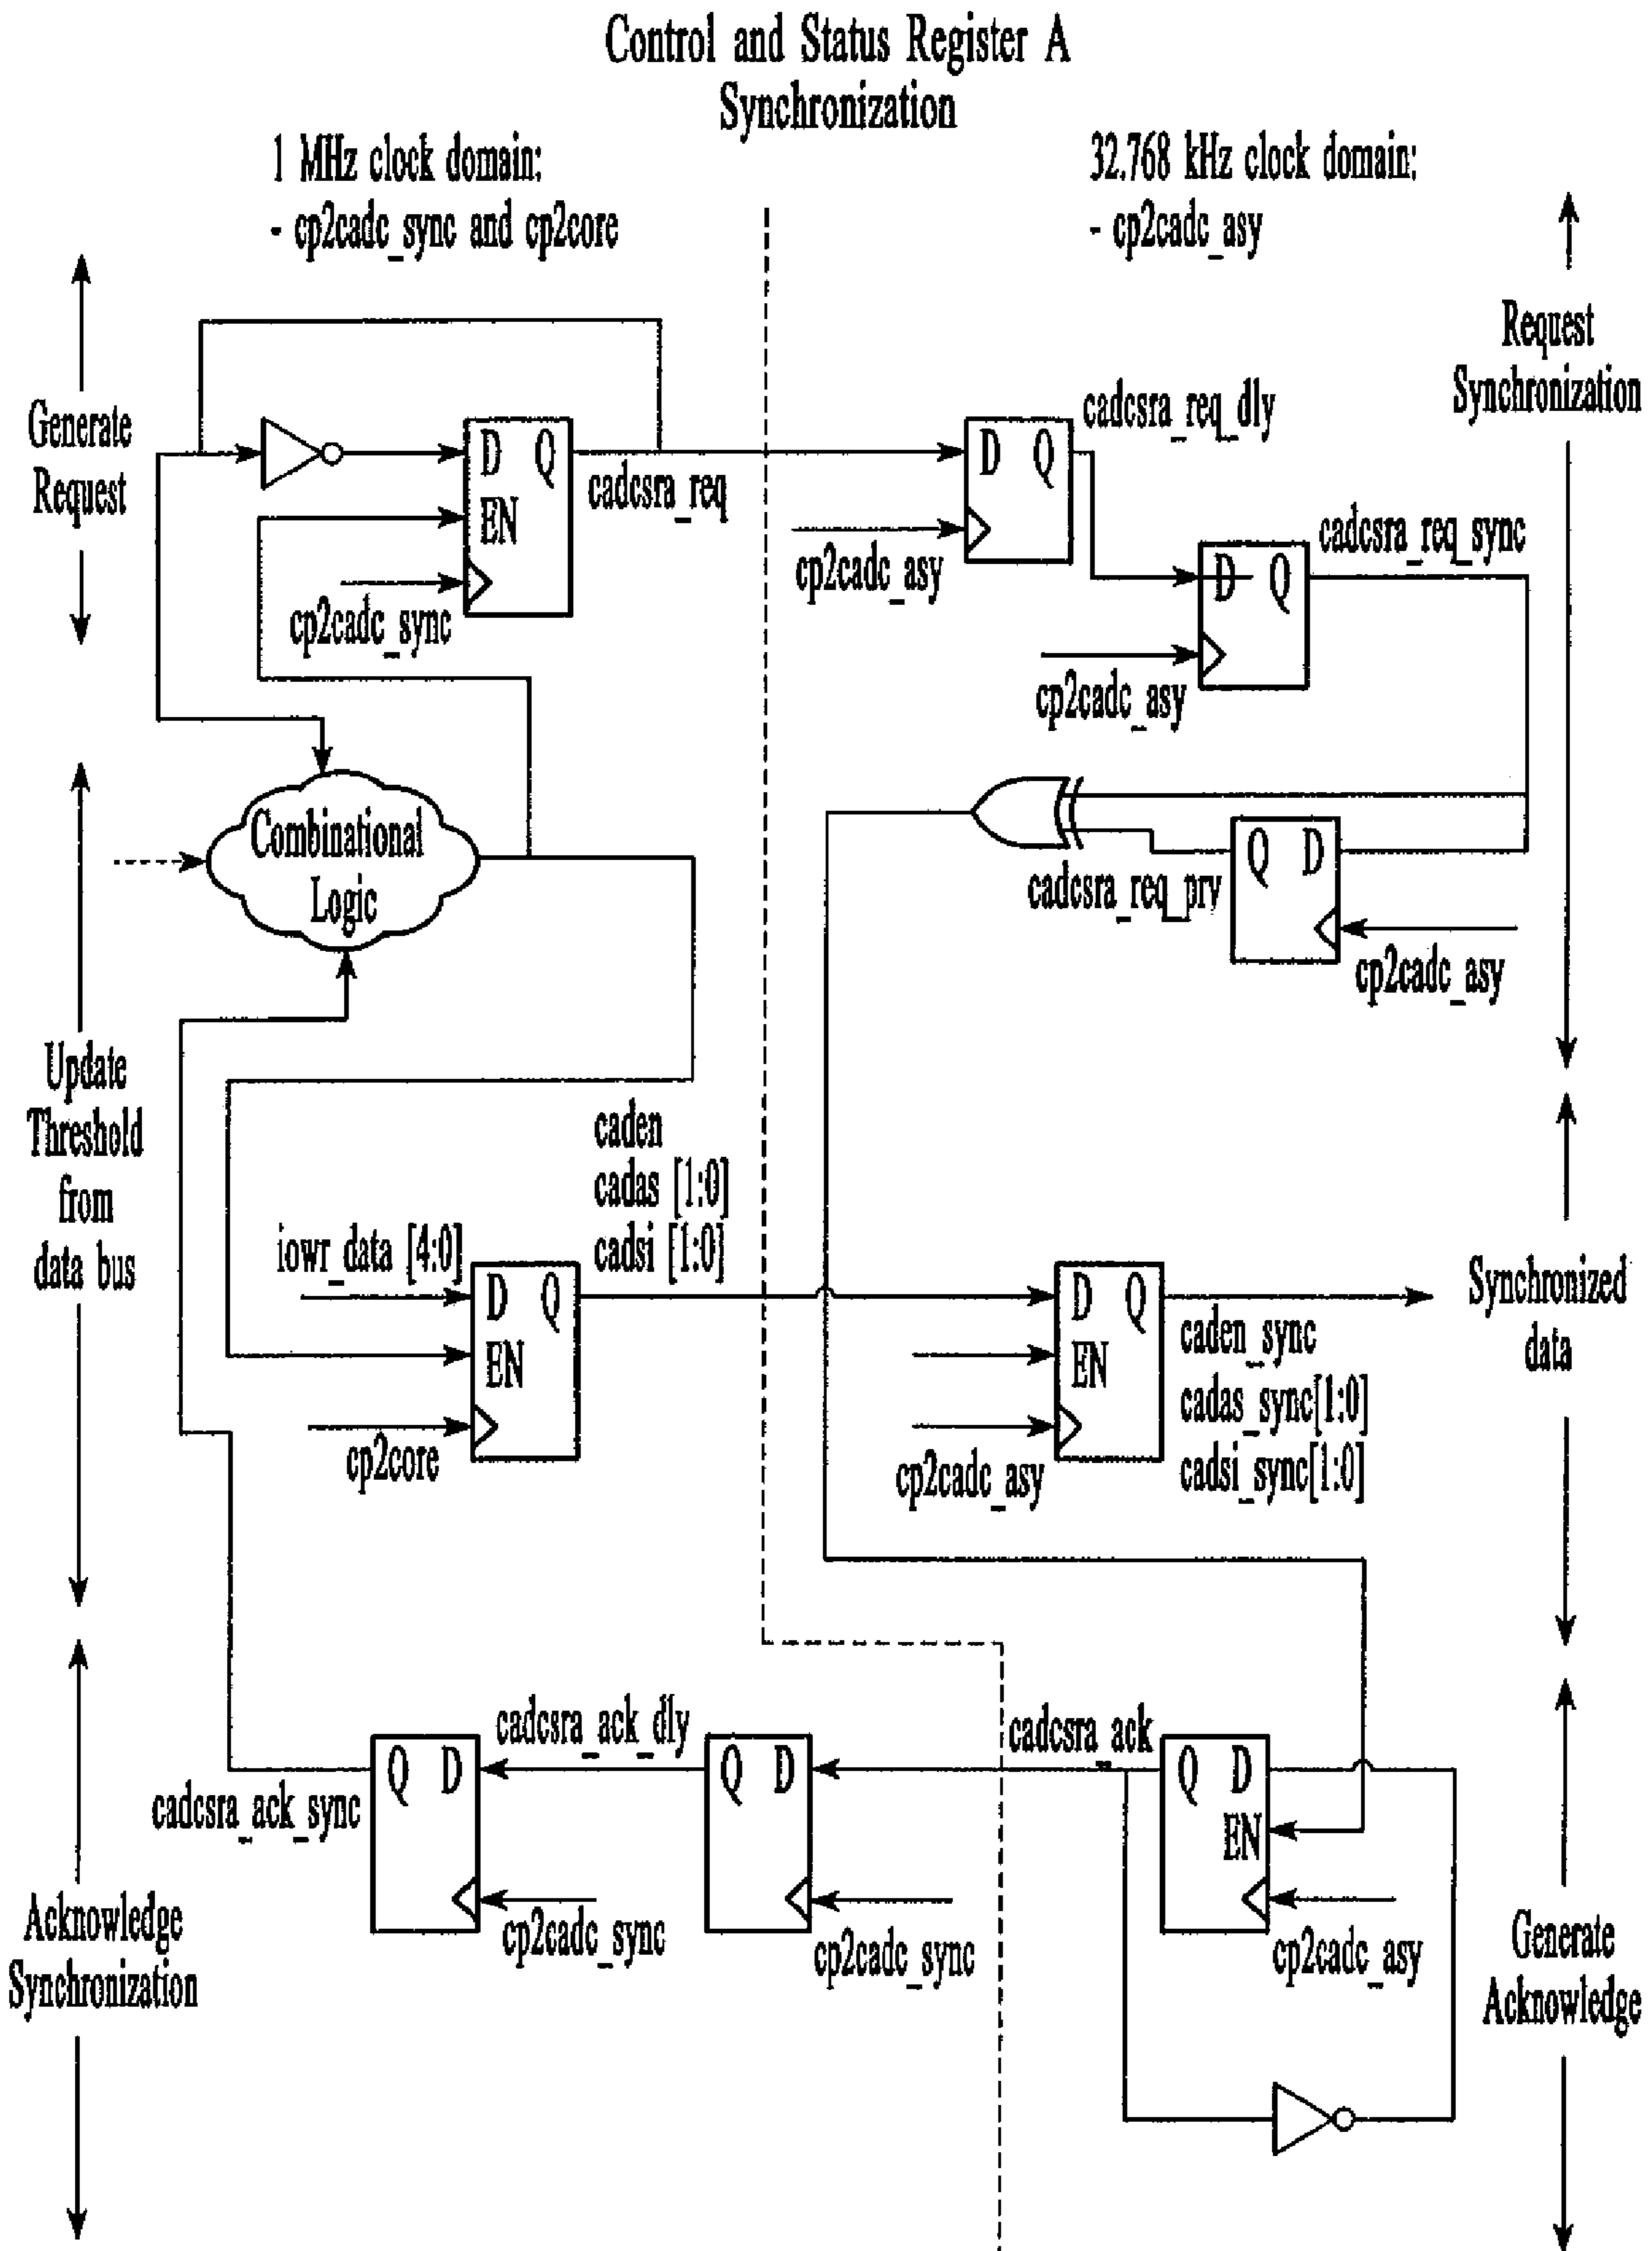 Control and Status Register A
Synchronization
1 MHz clock domain:
- cp2cadc_sync and cp2core
32.768 kHz clock domain:
- cp2cadc_asy
Generate
Request
D Q
EN
cadcsra_req
cp2cadc_sync
D Q
cadcsra_req_dly
cp2cadc_asy
D Q
cadcsra_req_sync
cp2cadc_asy
Request
Synchronization
Combinational
Logic
Q D
cadcsra_req_prv
cp2cadc_asy
Update
Threshold
from
data bus
caden
cadas [1:0]
cadsi [1:0]
iowr_data [4:0]
D Q
EN
cp2core
D Q
EN
cp2cadc_asy
caden_sync
cadas_sync[1:0]
cadsi_sync[1:0]
Synchronized
data
Acknowledge
Synchronization
cadcsra_ack_sync
Q D
cp2cadc_sync
cadcsra_ack_dly
Q D
cp2cadc_sync
cadcsra_ack
Q D
EN
cp2cadc_asy
Generate
Acknowledge